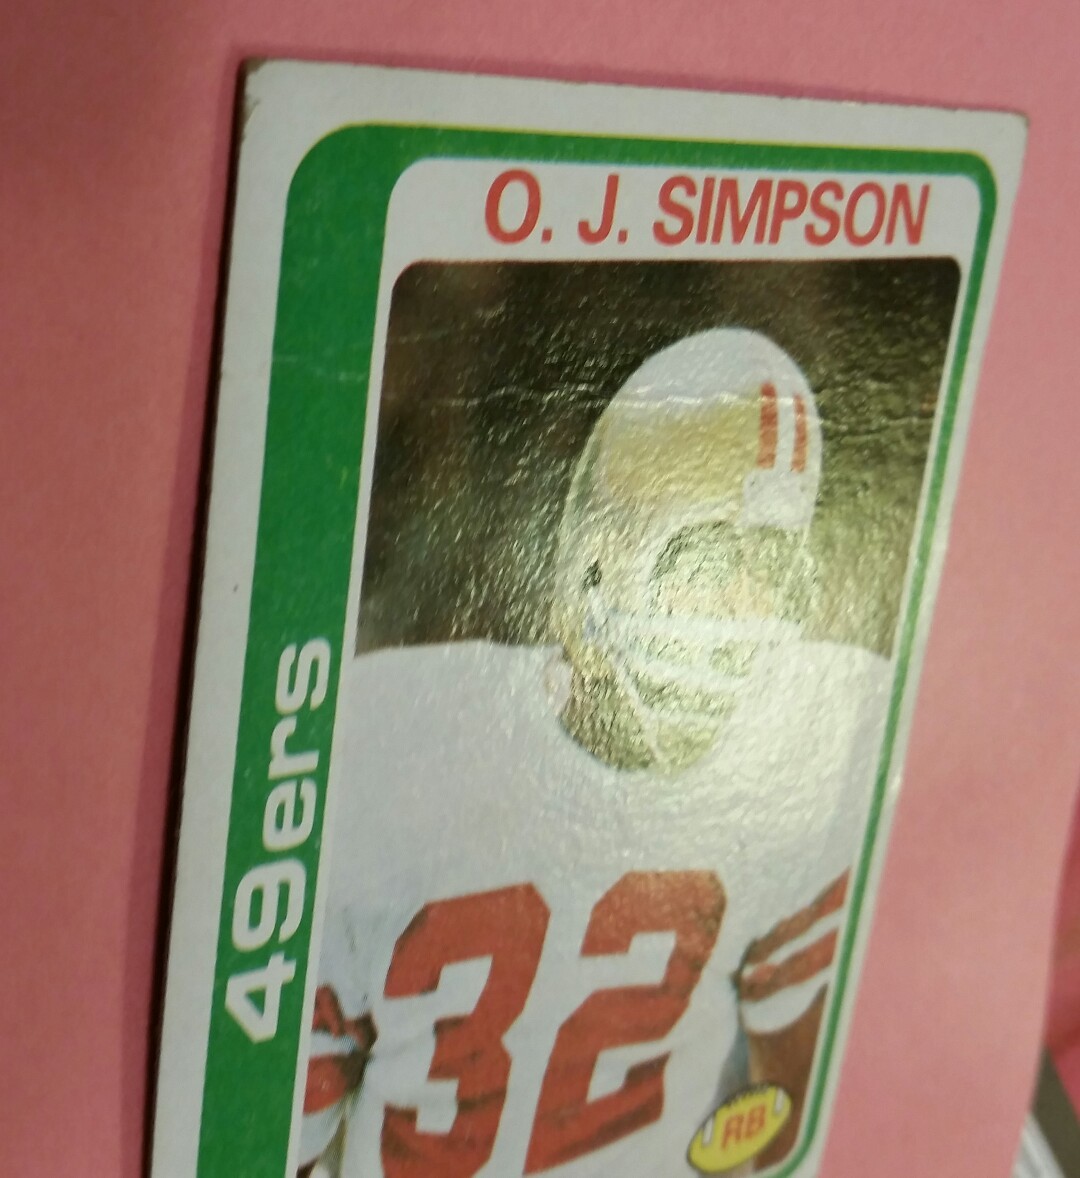 O. J. SIMPSON
49ers
32
RB